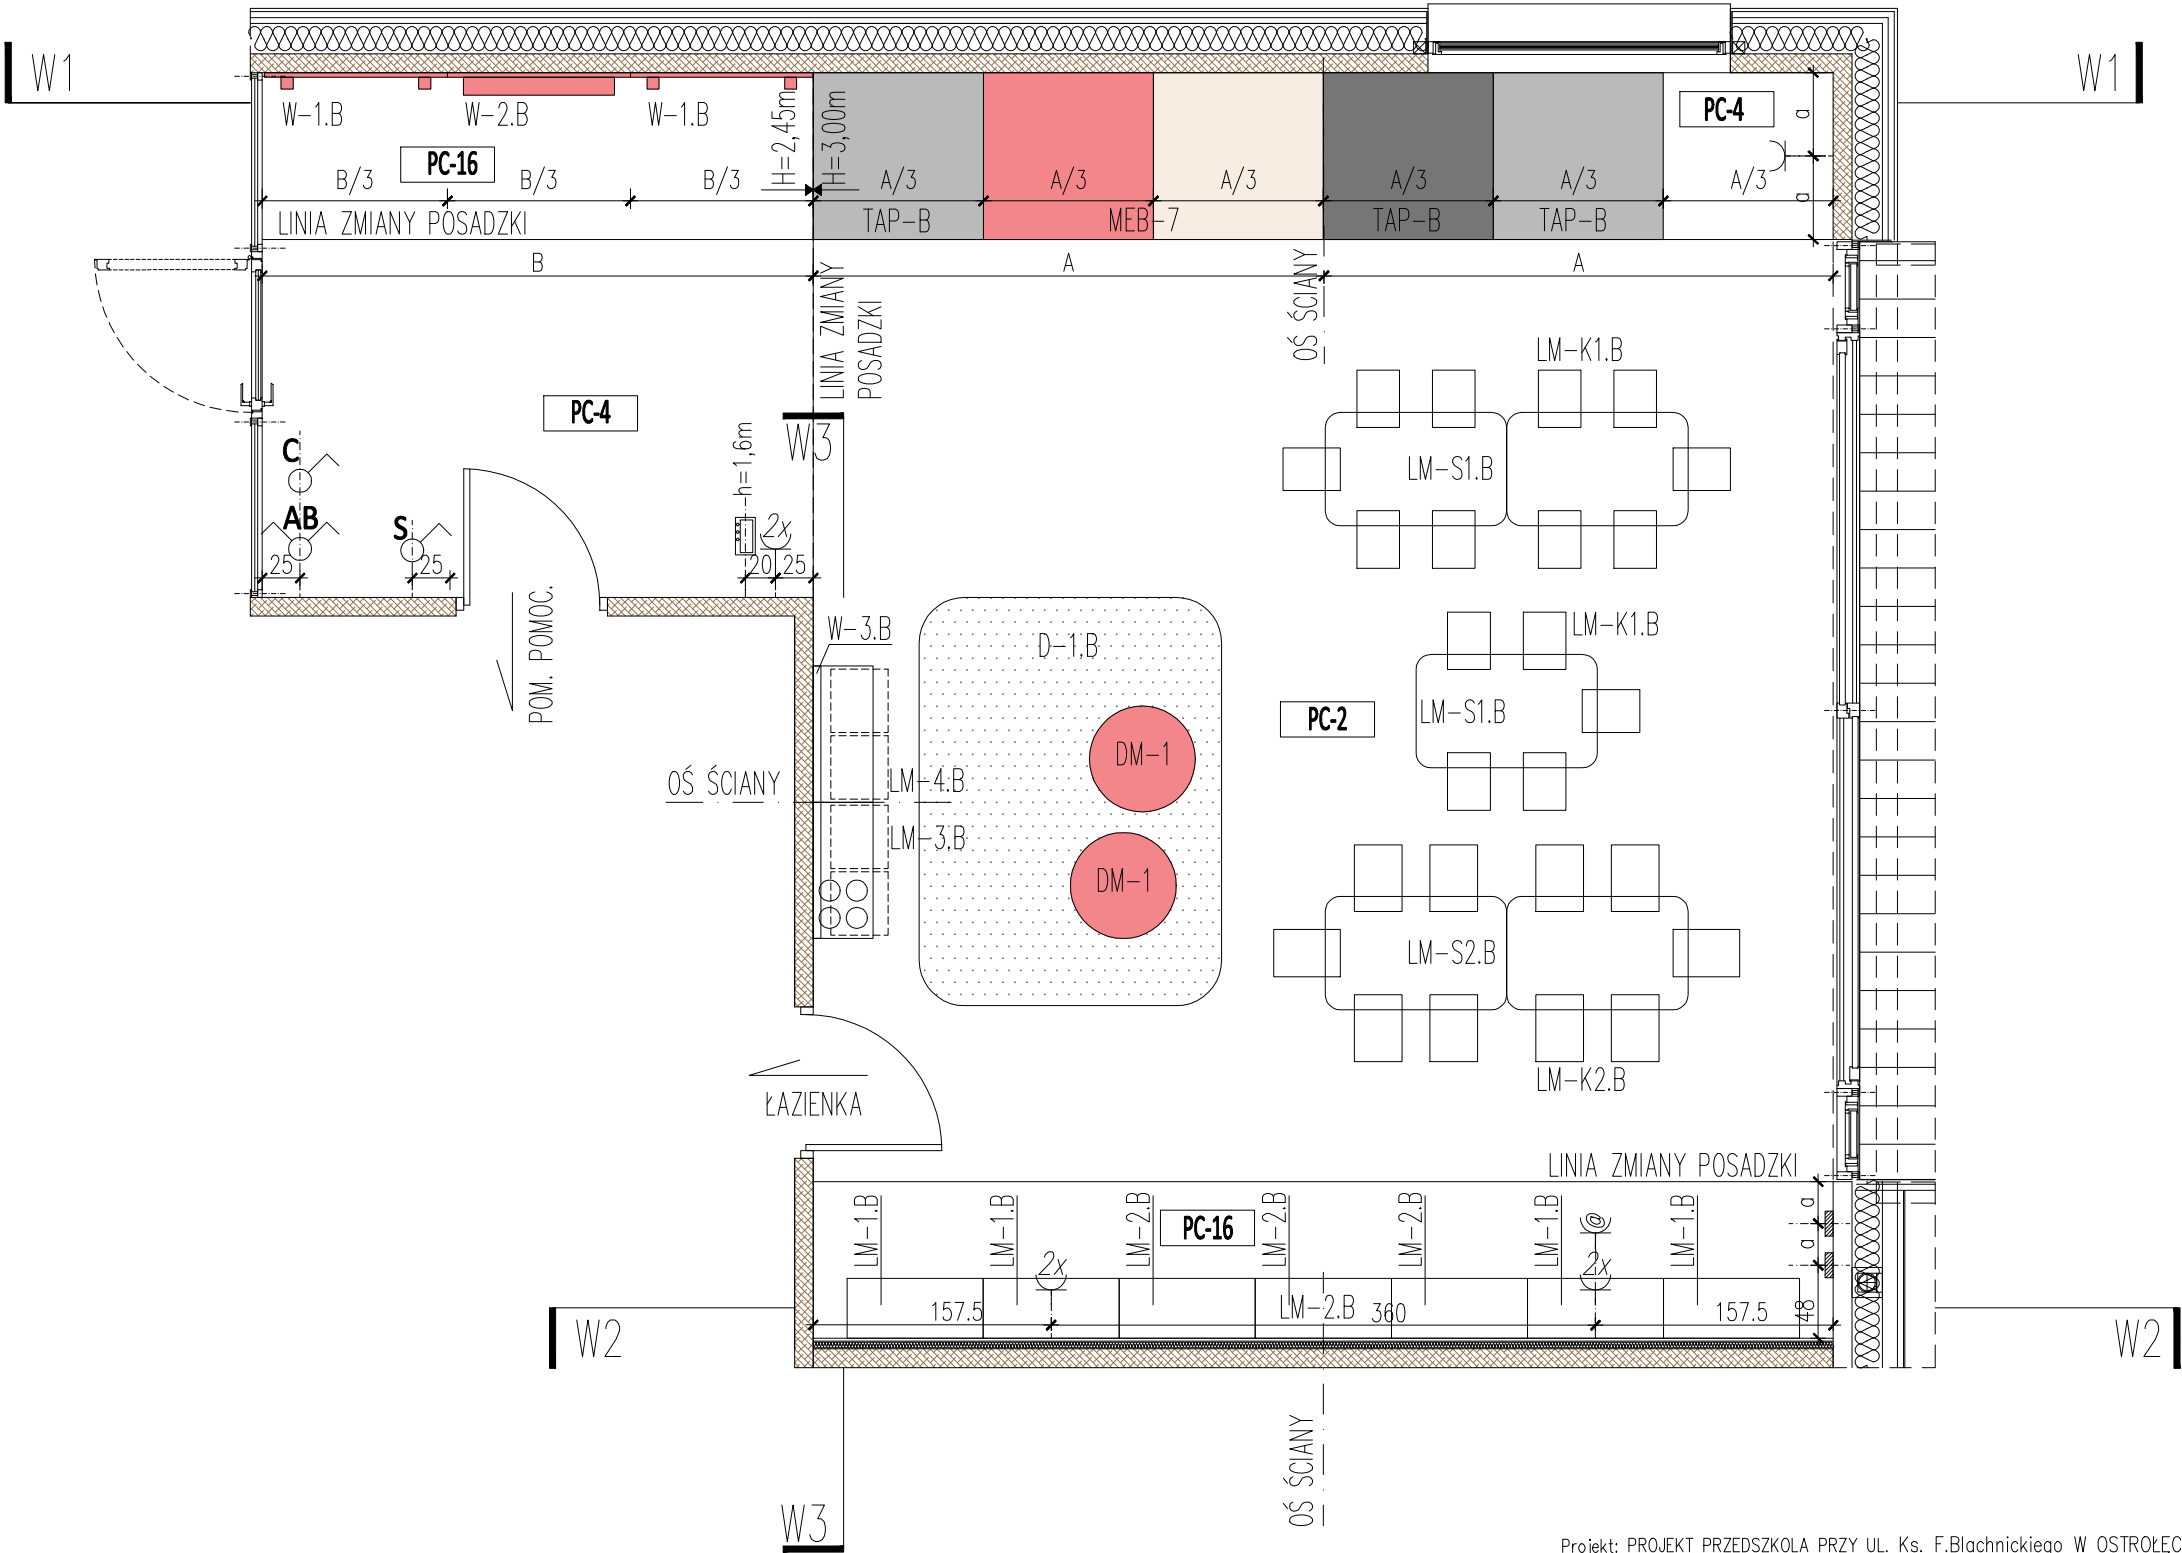 W1
W1
W-1.B
W-2.B
W-1.B
H=2,45m
H=3,00m
PC-4
a
PC-16
B/3
B/3
B/3
A/3
A/3
A/3
A/3
A/3
A/3
a
LINIA ZMIANY POSADZKI
TAP-B
MEB-7
TAP-B
TAP-B
B
A
A
LINIA ZMIANY
POSADZKI
OŚ ŚCIANY
LM-K1.B
PC-4
W3
C
h=1,6m
LM-S1.B
AB
S
2x
25
25
20
25
POM. POMOC.
W-3.B
D-1.B
LM-K1.B
PC-2
LM-S1.B
DM-1
OŚ ŚCIANY
LM-4.B
LM-3.B
DM-1
LM-S2.B
LM-K2.B
ŁAZIENKA
LINIA ZMIANY POSADZKI
LM-1.B
LM-1.B
LM-2.B
PC-16
LM-2.B
LM-2.B
LM-1.B
@
LM-1.B
a
a
2x
2x
157.5
LM-2.B
360
157.5
48
W2
W2
OŚ ŚCIANY
W3
Projekt: PROJEKT PRZEDSZKOLA PRZY UL. Ks. F.Blachnickiego W OSTROŁĘC